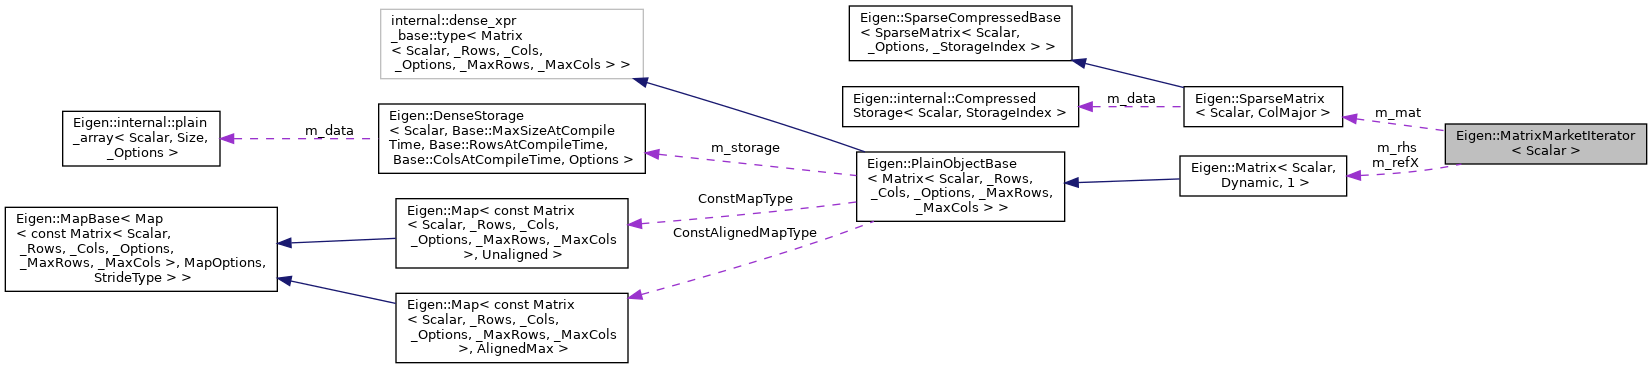 internal::dense_xpr
_base::type< Matrix
< Scalar, _Rows, _Cols,
_Options, _MaxRows, _MaxCols > >
Eigen::SparseCompressedBase
< SparseMatrix< Scalar,
_Options, _StorageIndex > >
Eigen::internal::plain
_array< Scalar, Size,
_Options >
m_data
Eigen::DenseStorage
< Scalar, Base::MaxSizeAtCompile
Time, Base::RowsAtCompileTime,
Base::ColsAtCompileTime, Options >
Eigen::internal::Compressed
Storage< Scalar, StorageIndex >
m_data
Eigen::SparseMatrix
< Scalar, ColMajor >
m_mat
Eigen::MatrixMarketIterator
< Scalar >
m_rhs
m_refX
m_storage
Eigen::PlainObjectBase
< Matrix< Scalar, _Rows,
_Cols, _Options, _MaxRows,
_MaxCols > >
Eigen::Matrix< Scalar,
Dynamic, 1 >
ConstMapType
ConstAlignedMapType
Eigen::MapBase< Map
< const Matrix< Scalar,
_Rows, _Cols, _Options,
_MaxRows, _MaxCols >, MapOptions,
StrideType > >
Eigen::Map< const Matrix
< Scalar, _Rows, _Cols,
_Options, _MaxRows, _MaxCols
>, Unaligned >
Eigen::Map< const Matrix
< Scalar, _Rows, _Cols,
_Options, _MaxRows, _MaxCols
>, AlignedMax >